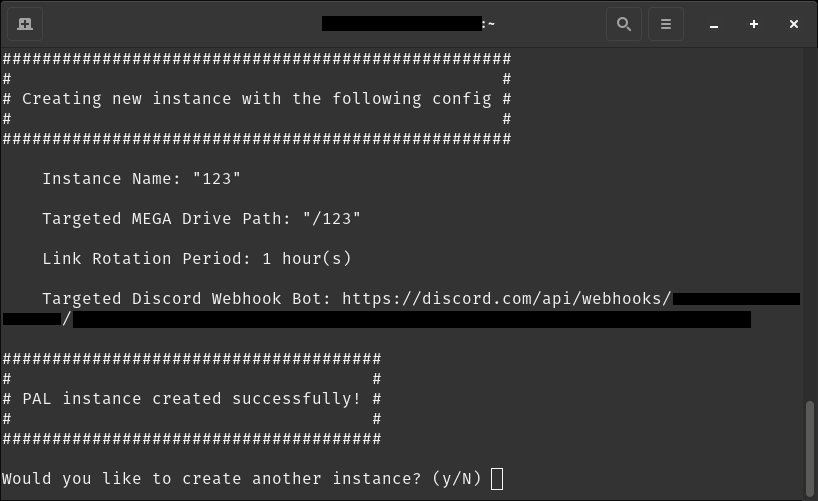 :~
###################################################
#                                                 #
# Creating new instance with the following config #
#                                                 #
###################################################
Instance Name: "123"
Targeted MEGA Drive Path: "/123"
Link Rotation Period: 1 hour(s)
Targeted Discord Webhook Bot: https://discord.com/api/webhooks/
/
######################################
#                                    #
# PAL instance created successfully! #
#                                    #
######################################
Would you like to create another instance? (y/N)